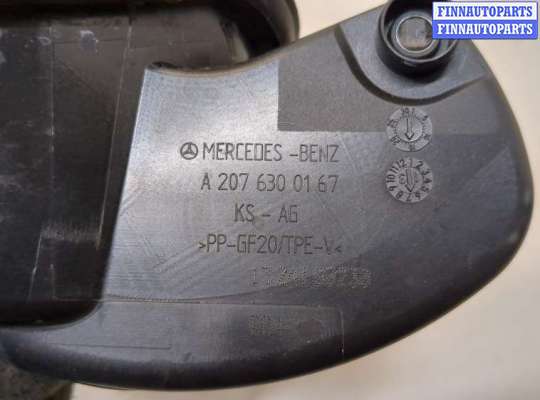 FINNAUTOPARTS
FINNAUTOPARTS
MERCEDES-BENZ
A 207 630 01 67
KS-AG
>PP-GF20/TPE-V<